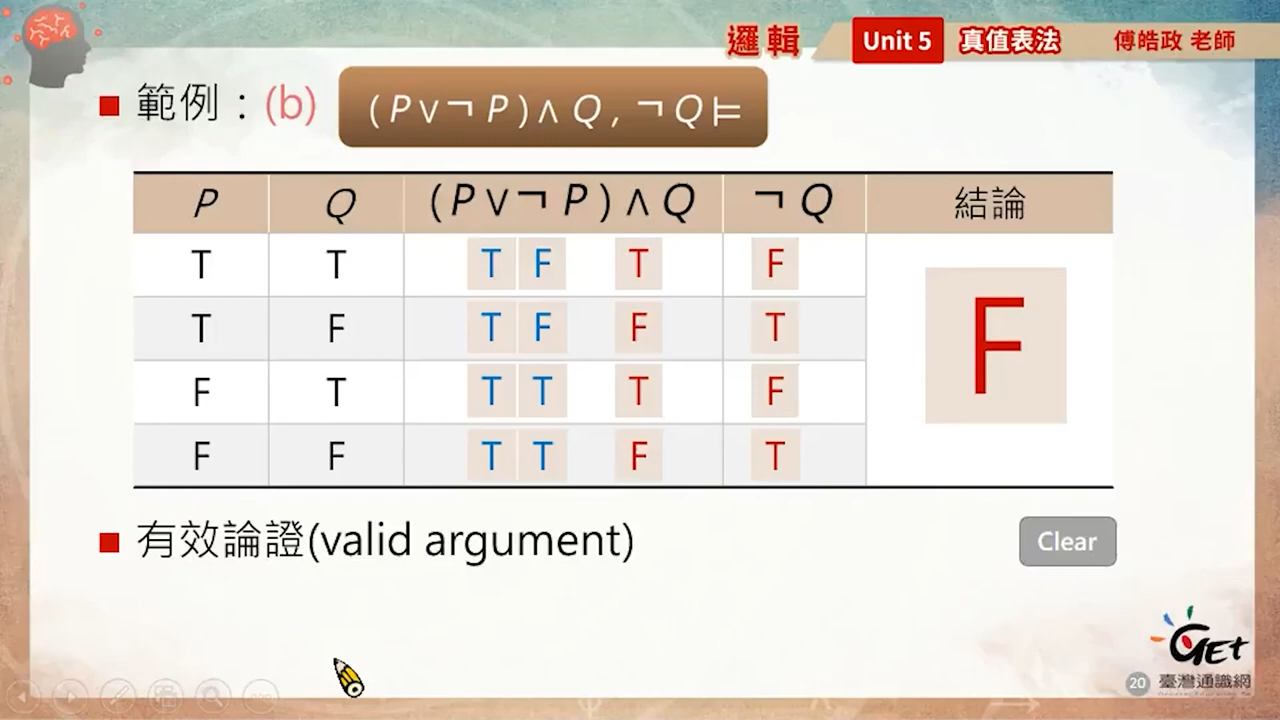 邏輯 Unit 5 真值表法 傅皓政 老師
範例：(b) (P∨¬P)∧Q,¬Q⊨
P Q (P∨¬P)∧Q ¬Q 結論
T T T F T F
T F T F F T
F T T T T F
F F T T F T
F
有效論證(valid argument)
Clear
GET
20 臺灣通識網